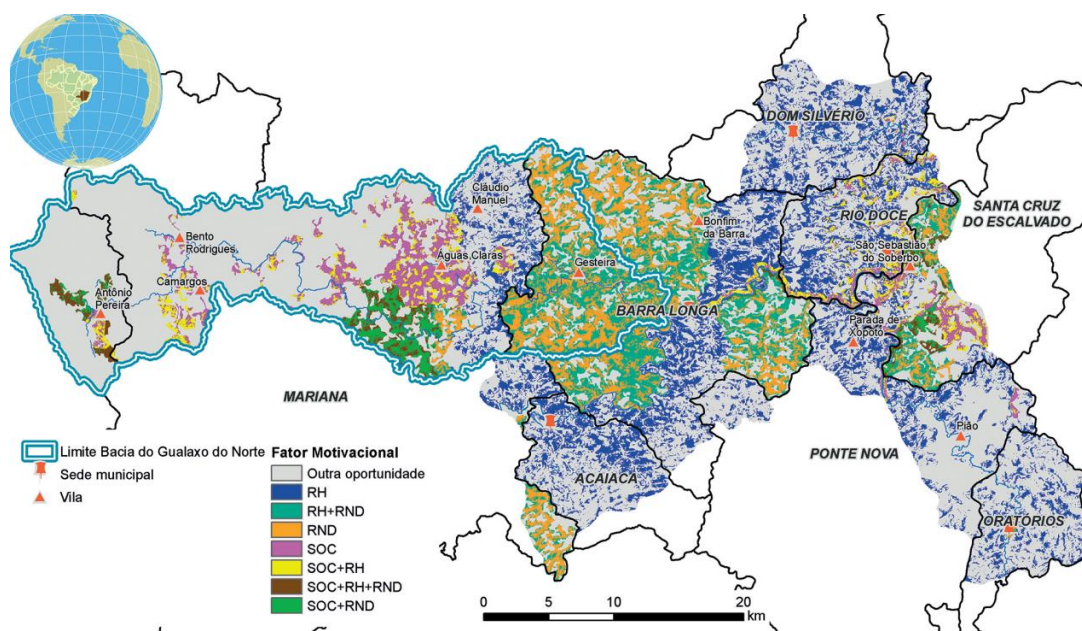 DOM SILVÉRIO
Cláudio
Manuel
SANTA CRUZ
DO ESCALVADO
RIO DOCE
Bento
Rodrigues
Bonfim
da Barra
São Sebastião
do Soberbo
Águas Claras
Gesteira
Camargos
Antônio
Pereira
BARRA LONGA
Parada de
Xopotó
MARIANA
Pião
PONTE NOVA
ACAIACA
ORATÓRIOS
Limite Bacia do Gualaxo do Norte
Sede municipal
Vila
Fator Motivacional
Outra oportunidade
RH
RH+RND
RND
SOC
SOC+RH
SOC+RH+RND
SOC+RND
0 5 10 20
km